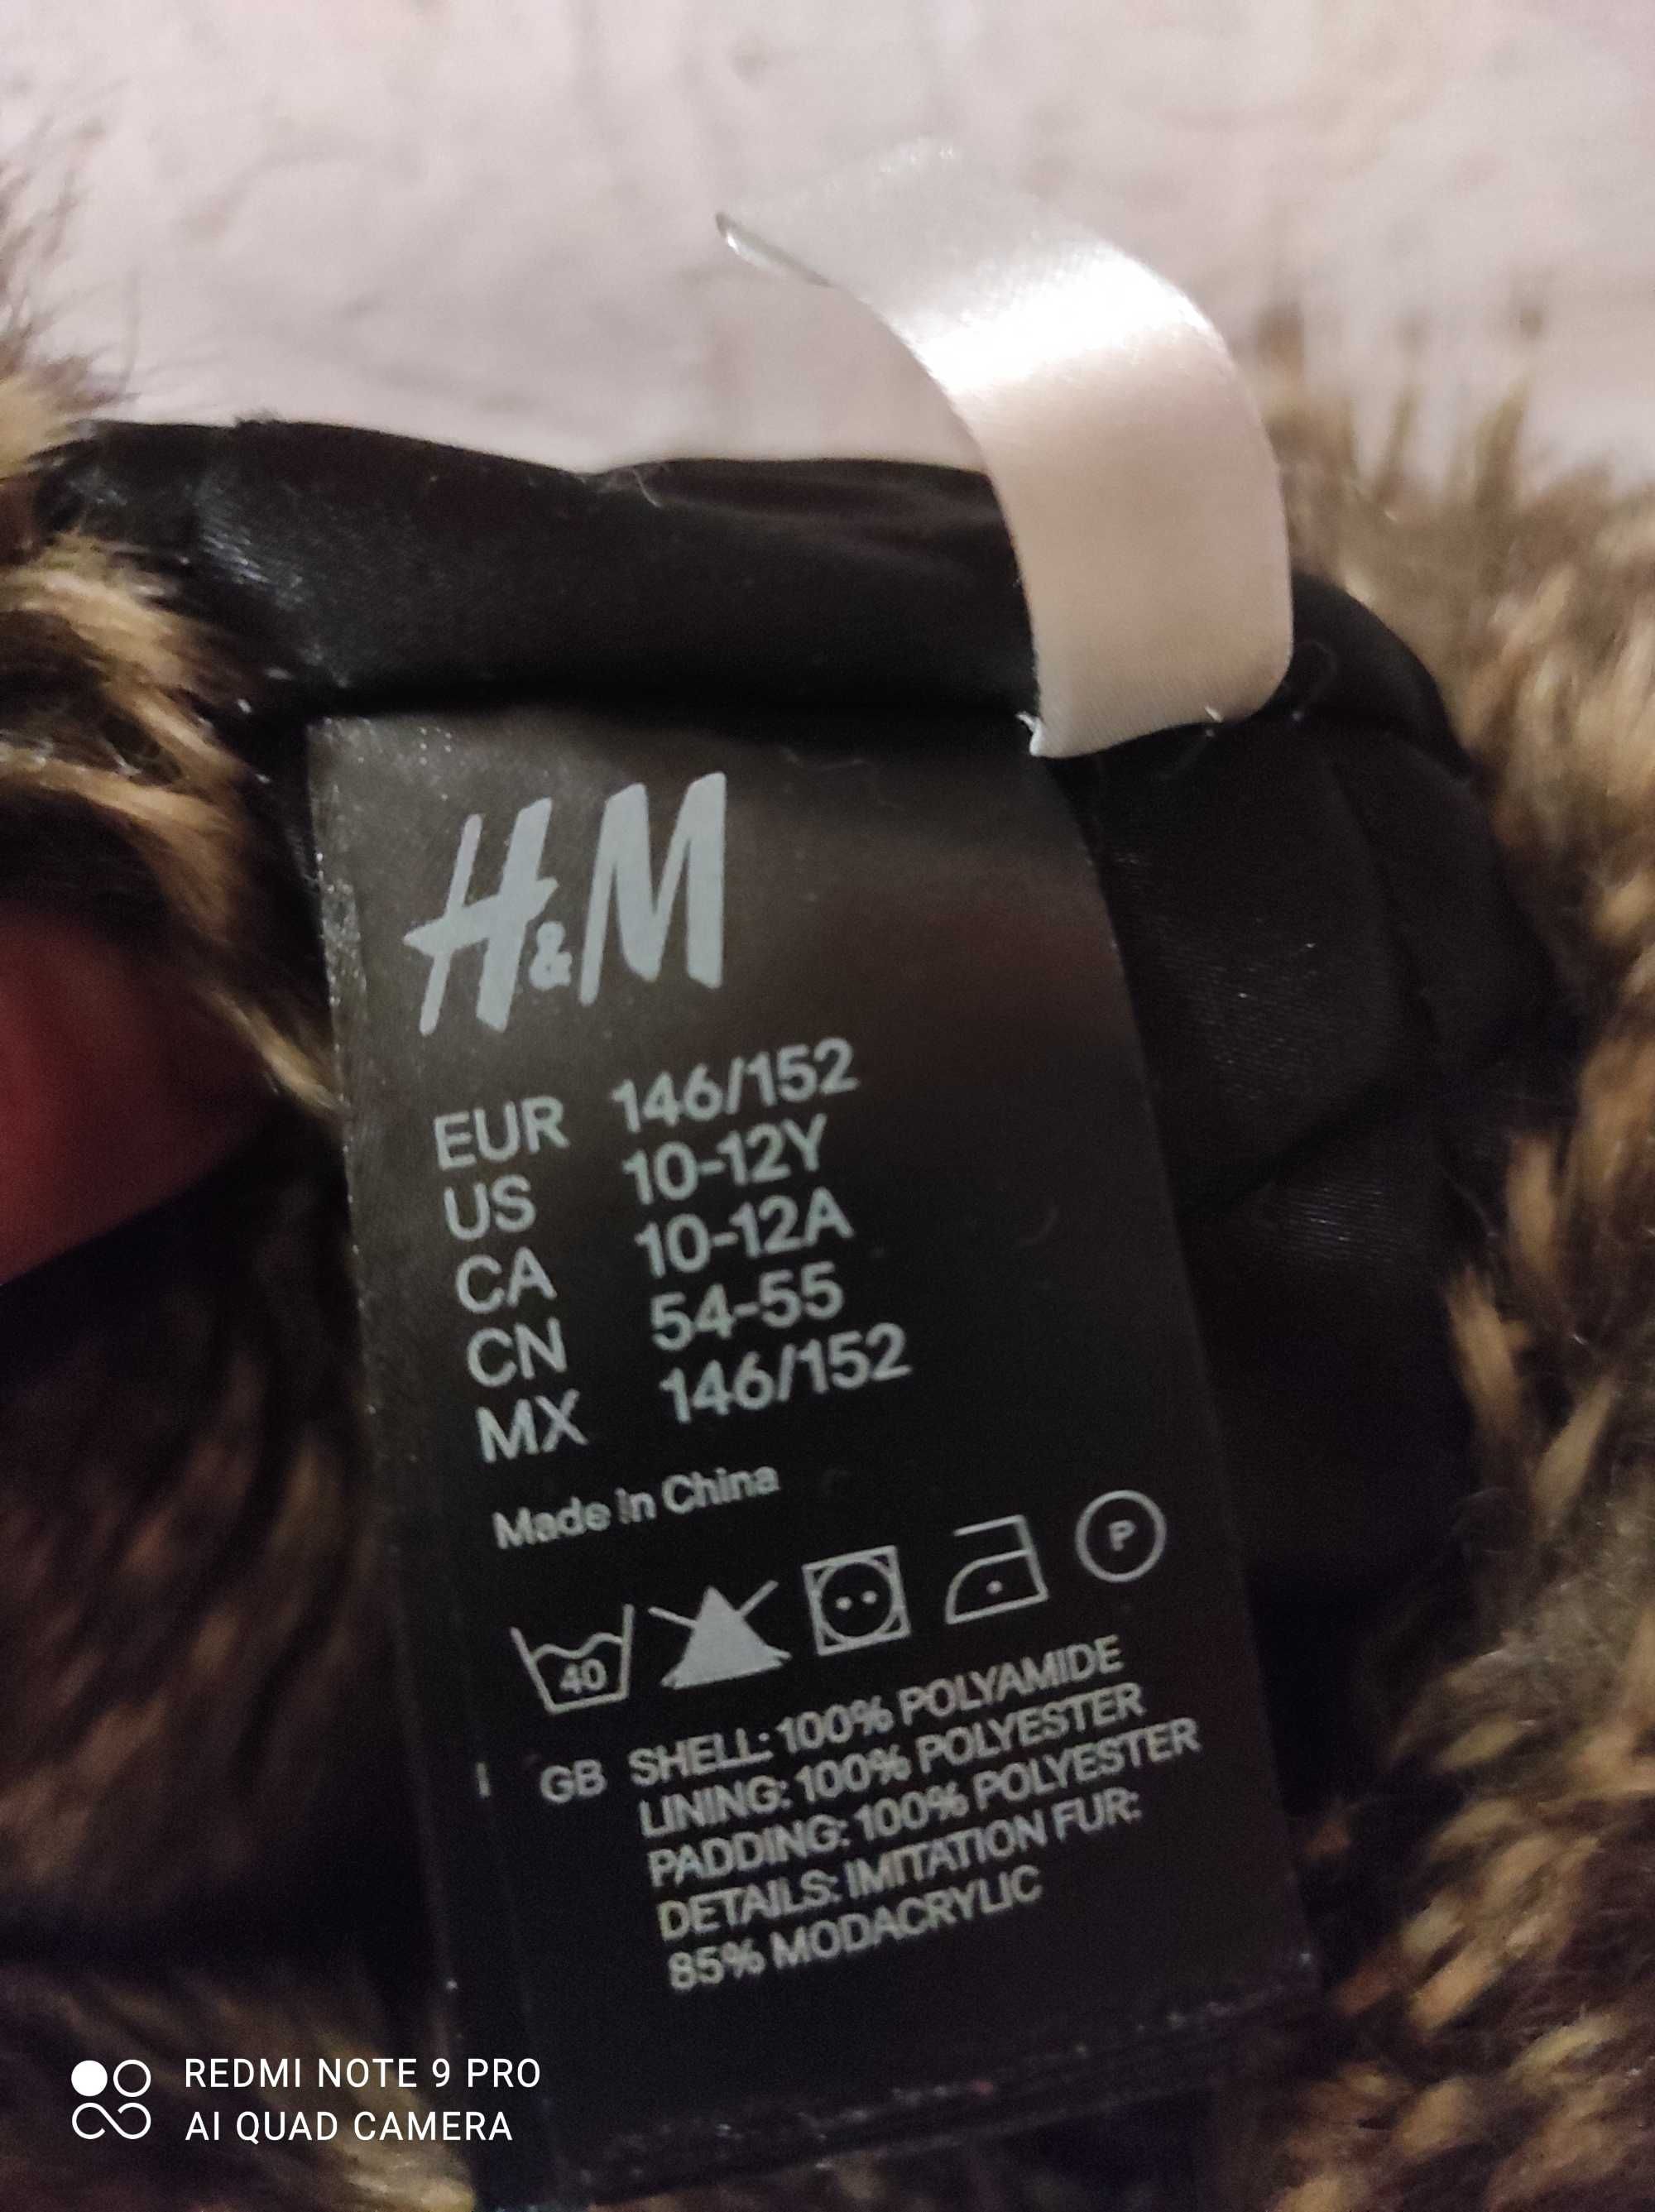 H&M
EUR 146/152
US 10-12Y
CA 10-12A
CN 54-55
MX 146/152
Made in China
40
P
GB SHELL: 100% POLYAMIDE
LINING: 100% POLYESTER
PADDING: 100% POLYESTER
DETAILS: IMITATION FUR:
85% MODACRYLIC
REDMI NOTE 9 PRO
AI QUAD CAMERA